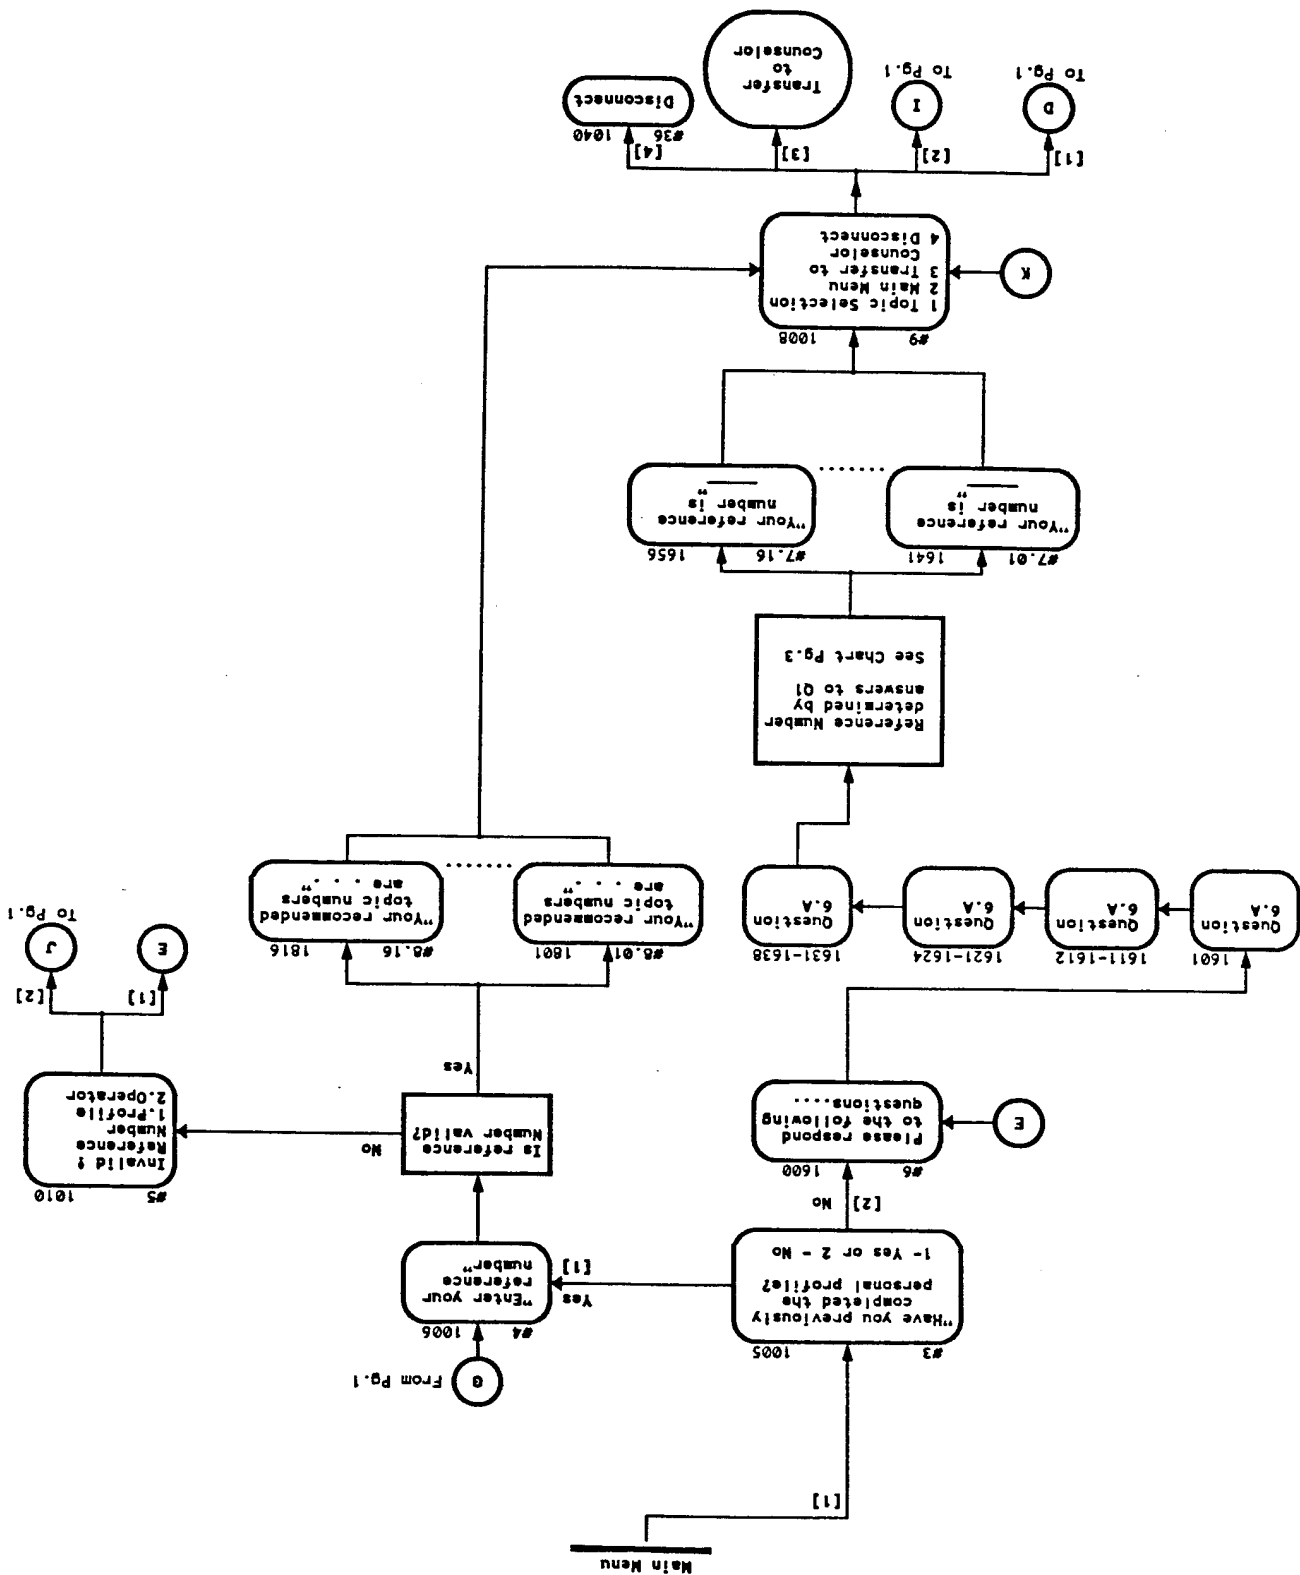 Main Menu
[1]
#3 1005
"Have you previously
completed the
personal profile?
1- Yes or 2 - No
Yes
[1]
G
From Pg.1
#4 1006
"Enter your
reference
number"
Is reference
Number valid?
No
#5 1010
Invalid !
Reference
Number
1.Profile
2.Operator
[1]
[2]
E
J
To Pg.1
Yes
#8.01 1801
"Your recommended
topic numbers
are . . ."
........
#8.16 1816
"Your recommended
topic numbers
are . . ."
[2] No
E
#6 1600
Please respond
to the following
questions....
1601
Question
6.A
1611-1612
Question
6.A
1621-1624
Question
6.A
1631-1638
Question
6.A
Reference Number
determined by
answers to Q1
See Chart Pg.3
#7.01 1641
"Your reference
number is
____"
........
#7.16 1656
"Your reference
number is
____"
K
#9 1008
1 Topic Selection
2 Main Menu
3 Transfer to
Counselor
4 Disconnect
[1]
[2]
[3]
[4]
D
To Pg.1
I
To Pg.1
Transfer
to
Counselor
#36 1040
Disconnect